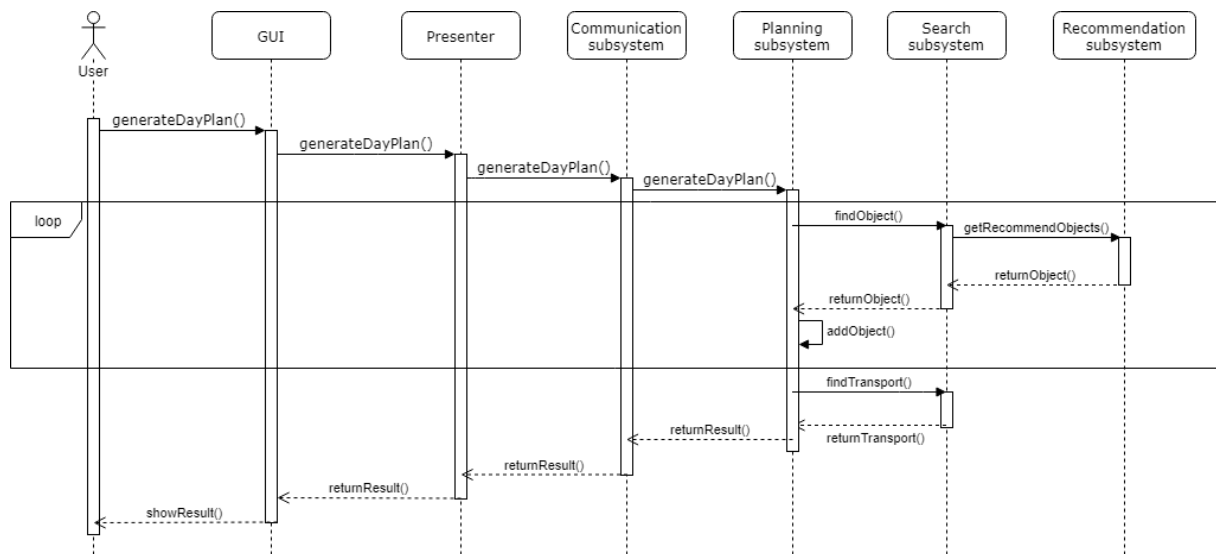 User
GUI
Presenter
Communication
subsystem
Planning
subsystem
Search
subsystem
Recommendation
subsystem
generateDayPlan()
generateDayPlan()
generateDayPlan()
generateDayPlan()
loop
findObject()
getRecommendObjects()
returnObject()
returnObject()
addObject()
findTransport()
returnTransport()
returnResult()
returnResult()
returnResult()
showResult()